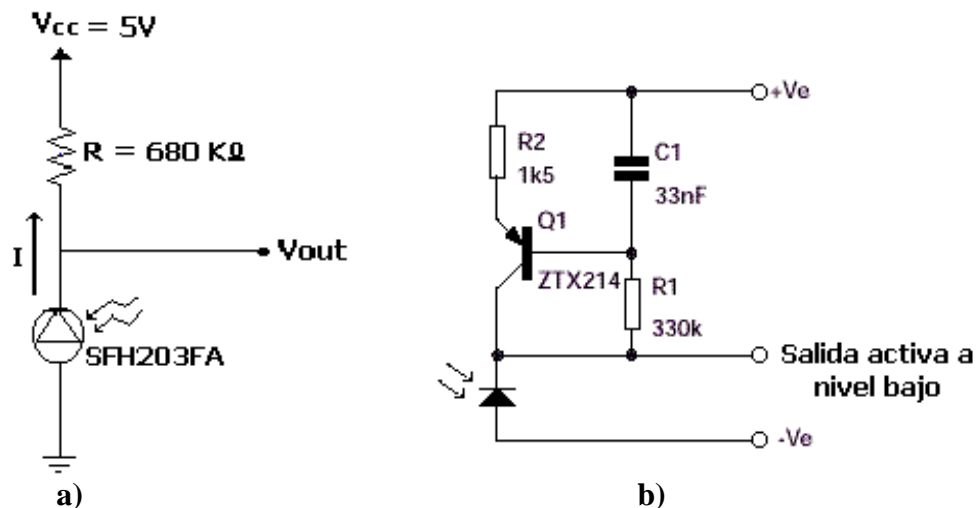 Vcc = 5V
R = 680 KΩ
I
Vout
SFH203FA
a)
+Ve
R2
1k5
C1
33nF
Q1
ZTX214
R1
330k
Salida activa a
nivel bajo
-Ve
b)